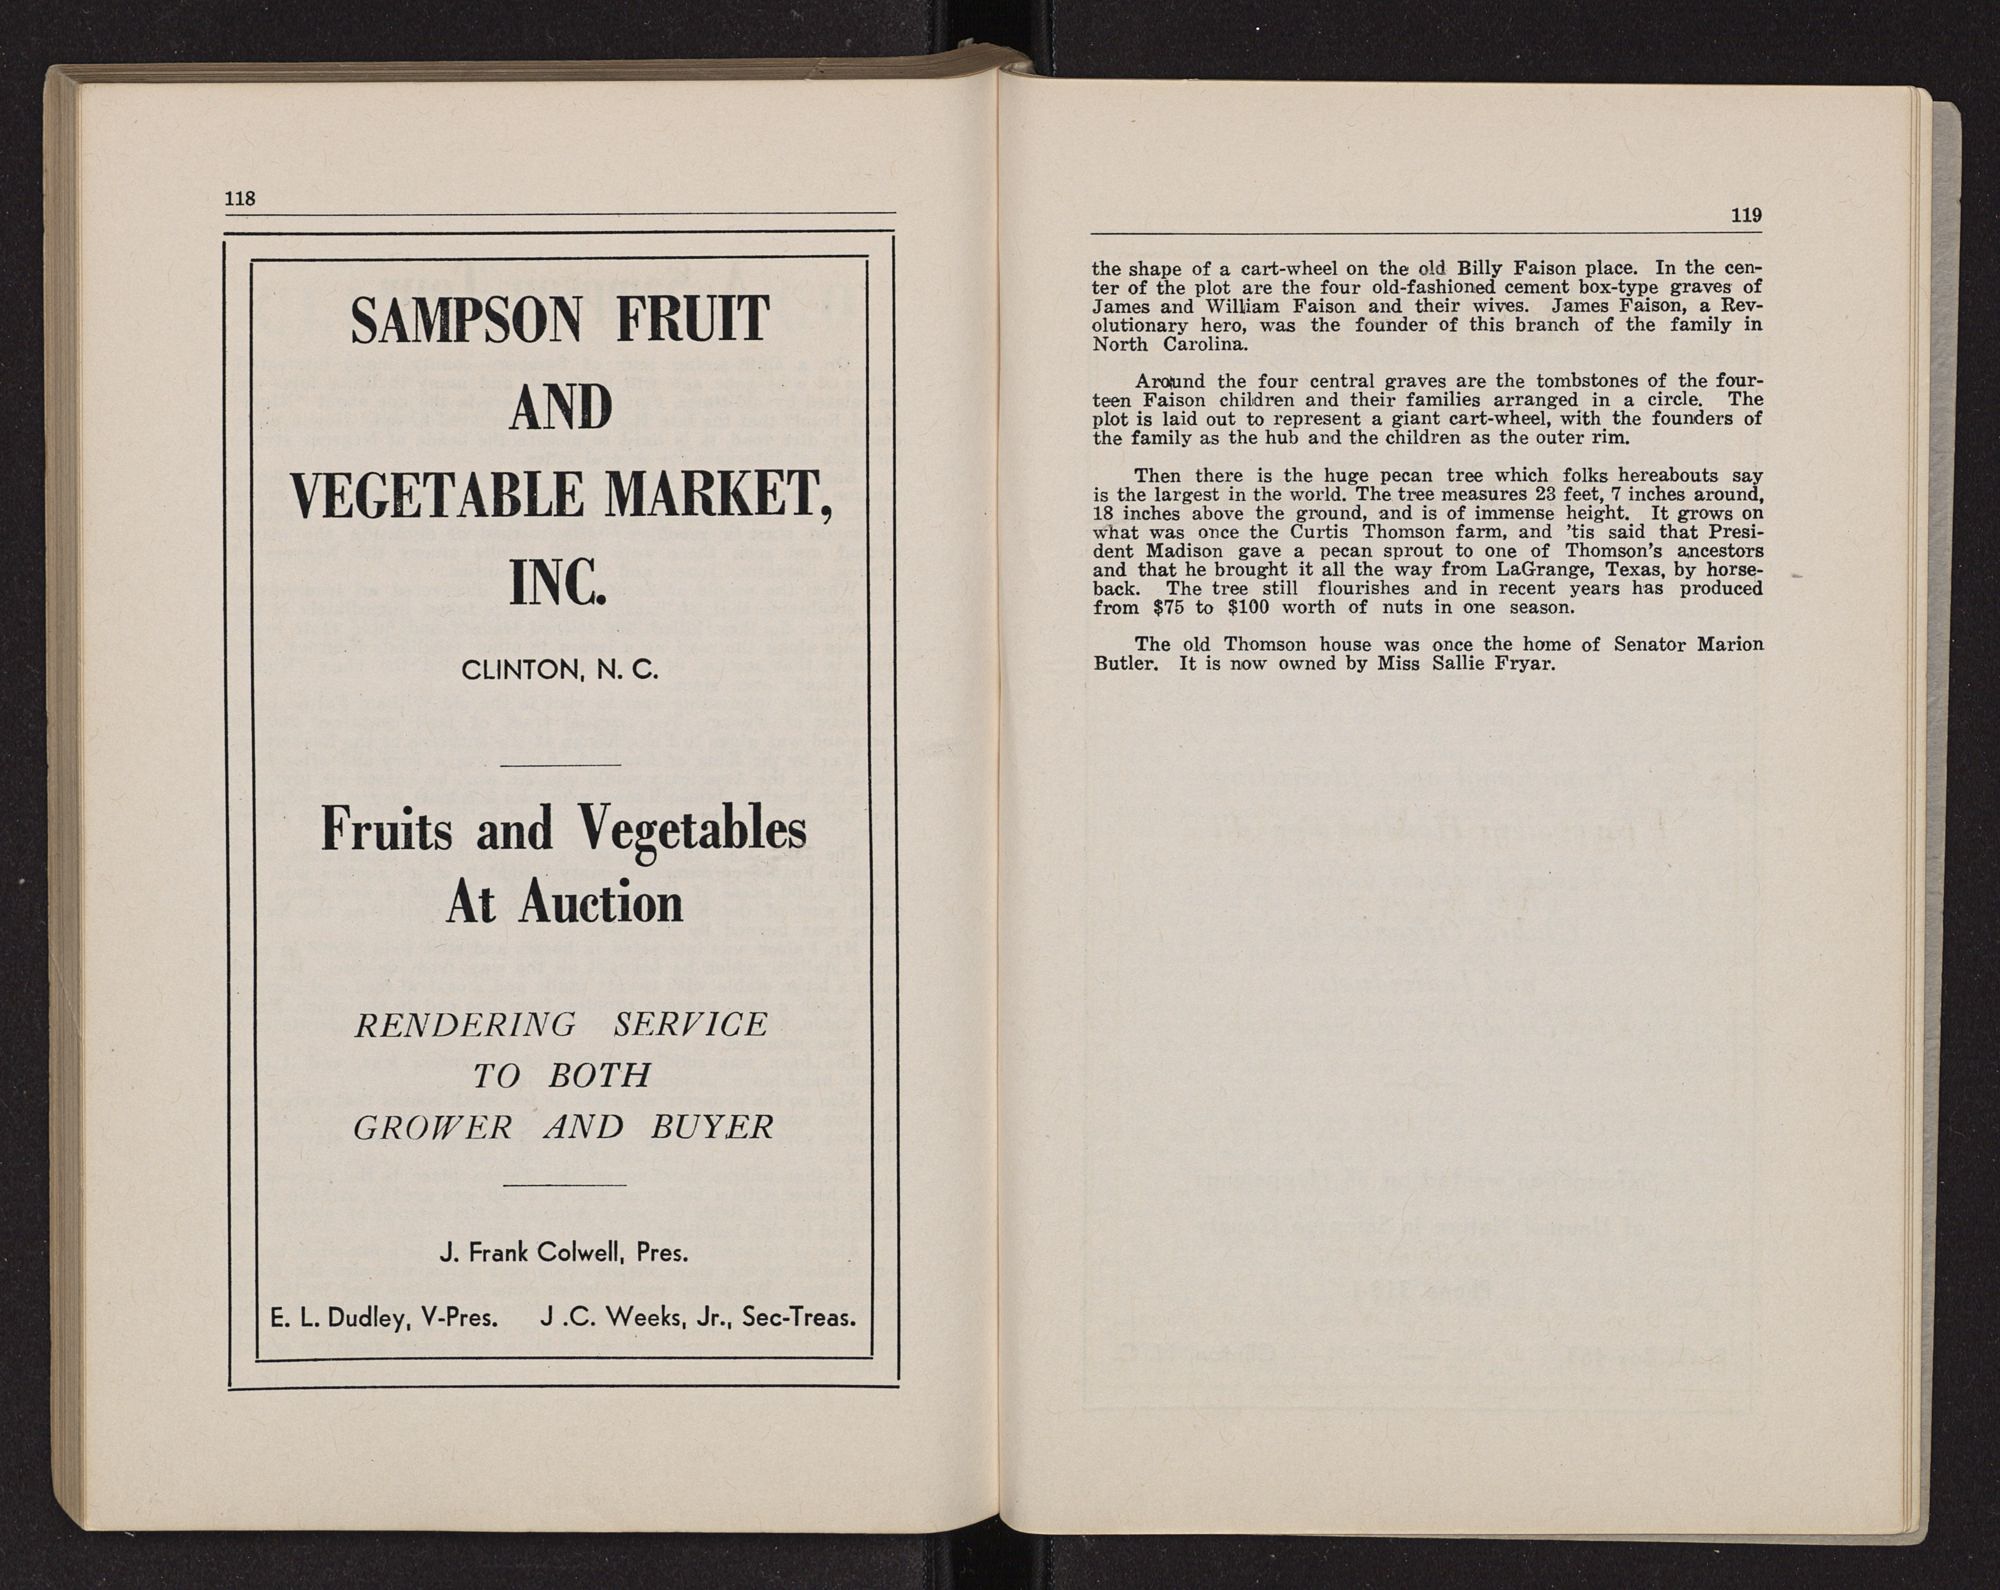 118
SAMPSON FRUIT
AND
VEGETABLE MARKET,
INC.
CLINTON, N. C.
Fruits and Vegetables
At Auction
RENDERING SERVICE
TO BOTH
GROWER AND BUYER
J. Frank Colwell, Pres.
E. L. Dudley, V-Pres. J .C. Weeks, Jr., Sec-Treas.
119
the shape of a cart-wheel on the old Billy Faison place. In the cen-
ter of the plot are the four old-fashioned cement box-type graves of
James and William Faison and their wives. James Faison, a Rev-
olutionary hero, was the founder of this branch of the family in
North Carolina.
Around the four central graves are the tombstones of the four-
teen Faison children and their families arranged in a circle. The
plot is laid out to represent a giant cart-wheel, with the founders of
the family as the hub and the children as the outer rim.
Then there is the huge pecan tree which folks hereabouts say
is the largest in the world. The tree measures 23 feet, 7 inches around,
18 inches above the ground, and is of immense height. It grows on
what was once the Curtis Thomson farm, and 'tis said that Presi-
dent Madison gave a pecan sprout to one of Thomson's ancestors
and that he brought it all the way from LaGrange, Texas, by horse-
back. The tree still flourishes and in recent years has produced
from $75 to $100 worth of nuts in one season.
The old Thomson house was once the home of Senator Marion
Butler. It is now owned by Miss Sallie Fryar.